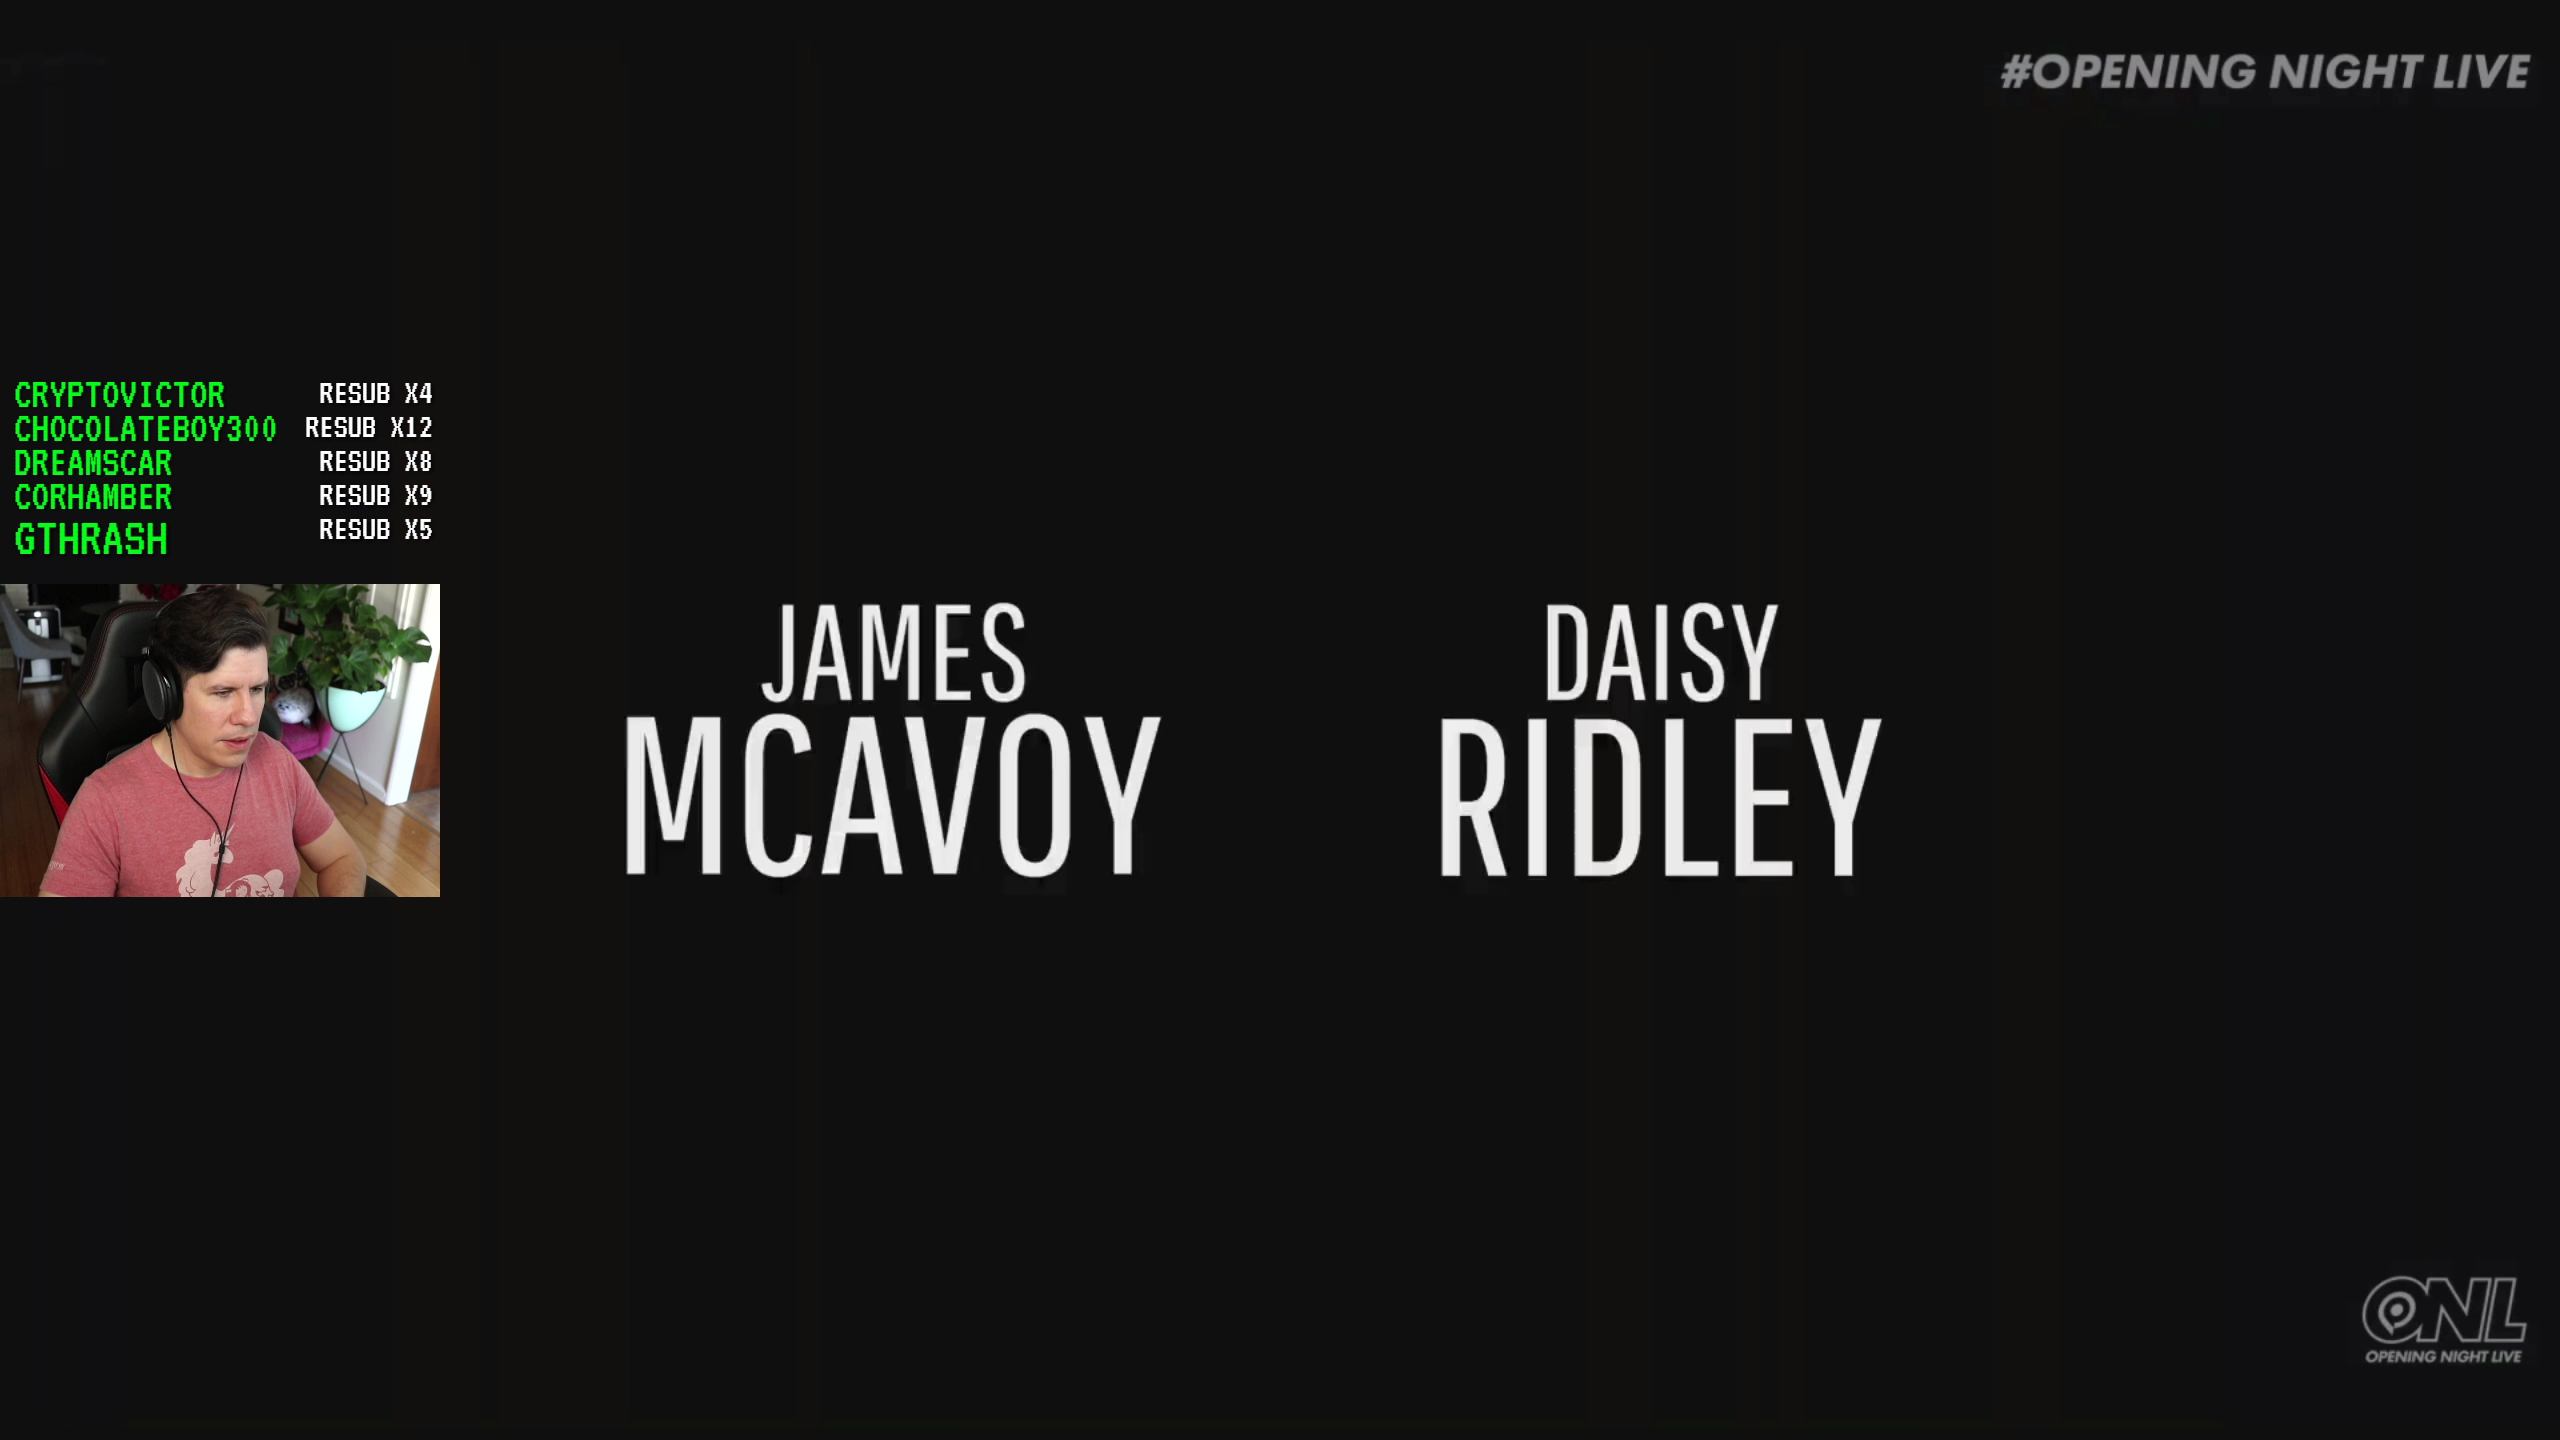 #OPENING NIGHT LIVE
CRYPTOVICTOR RESUB X4
CHOCOLATEBOY300 RESUB X12
DREAMSCAR RESUB X8
CORHAMBER RESUB X9
GTHRASH RESUB X5
JAMES
MCAVOY
DAISY
RIDLEY
ONL
OPENING NIGHT LIVE